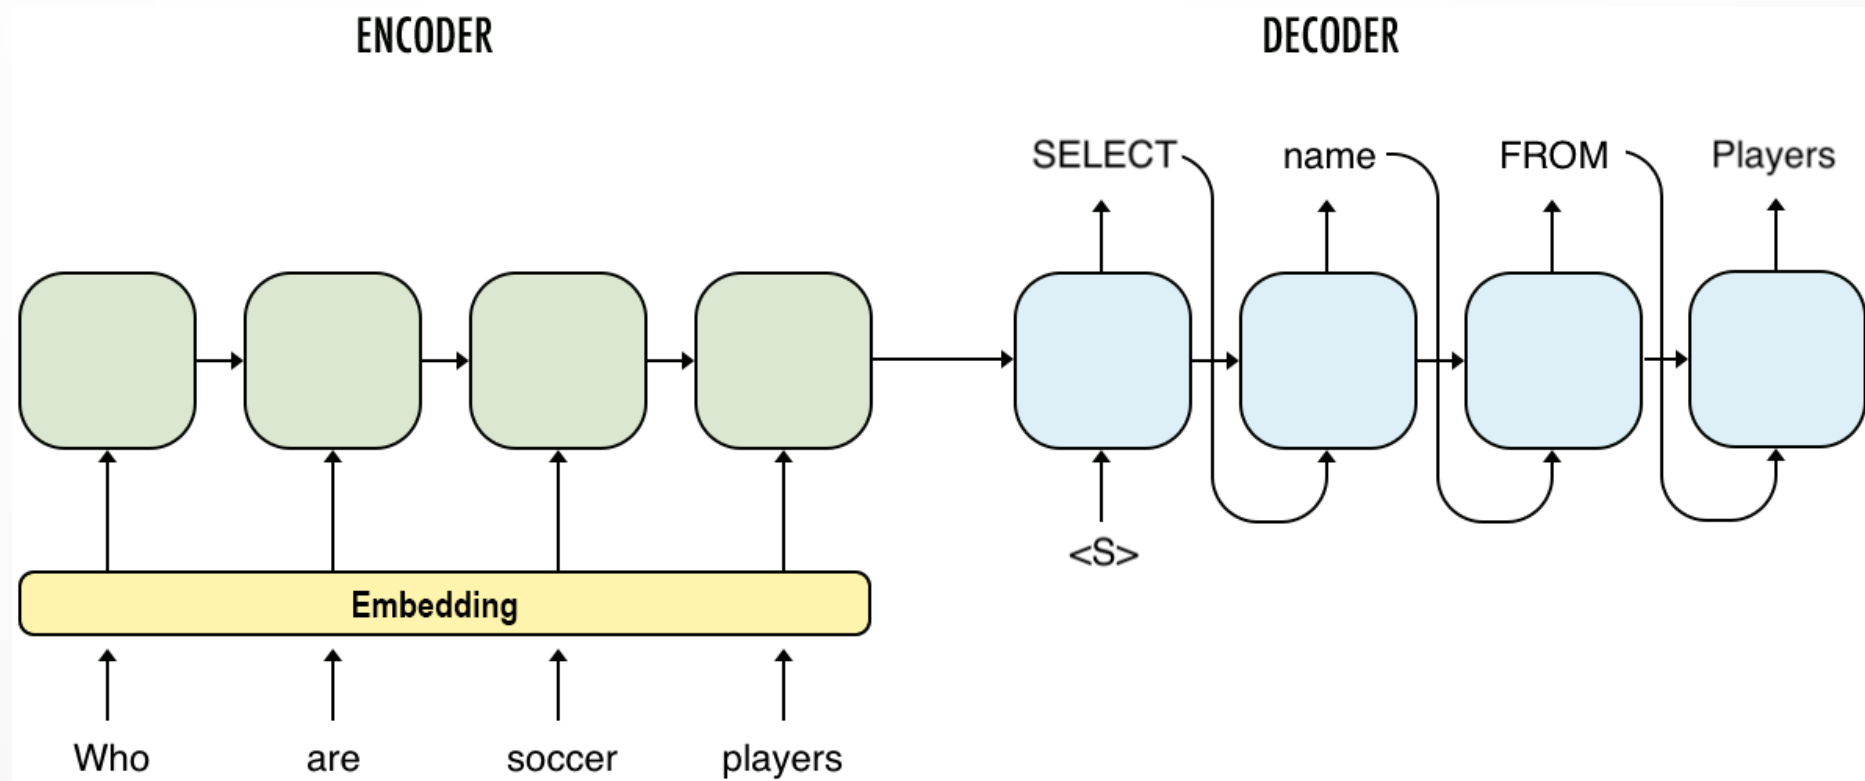 ENCODER
DECODER
SELECT name FROM Players
<S>
Embedding
Who are soccer players